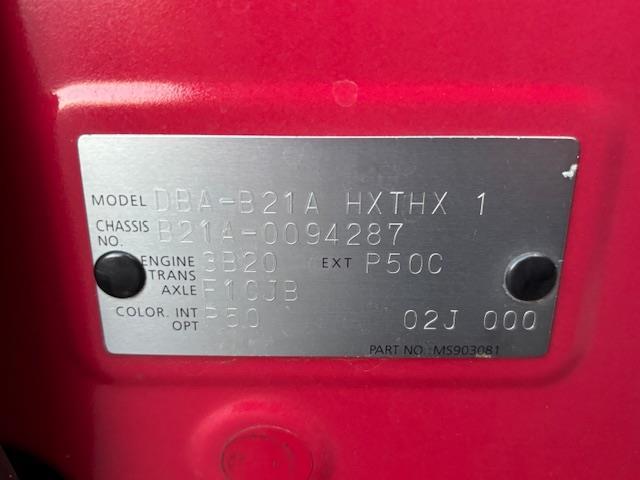 MODEL DBA-B21A HXTHX 1
CHASSIS NO. B21A-0094287
ENGINE 3B20 EXT P50C
TRANS AXLE F1CJB
COLOR. INT OPT P50 02J 000
PART NO : MS903081